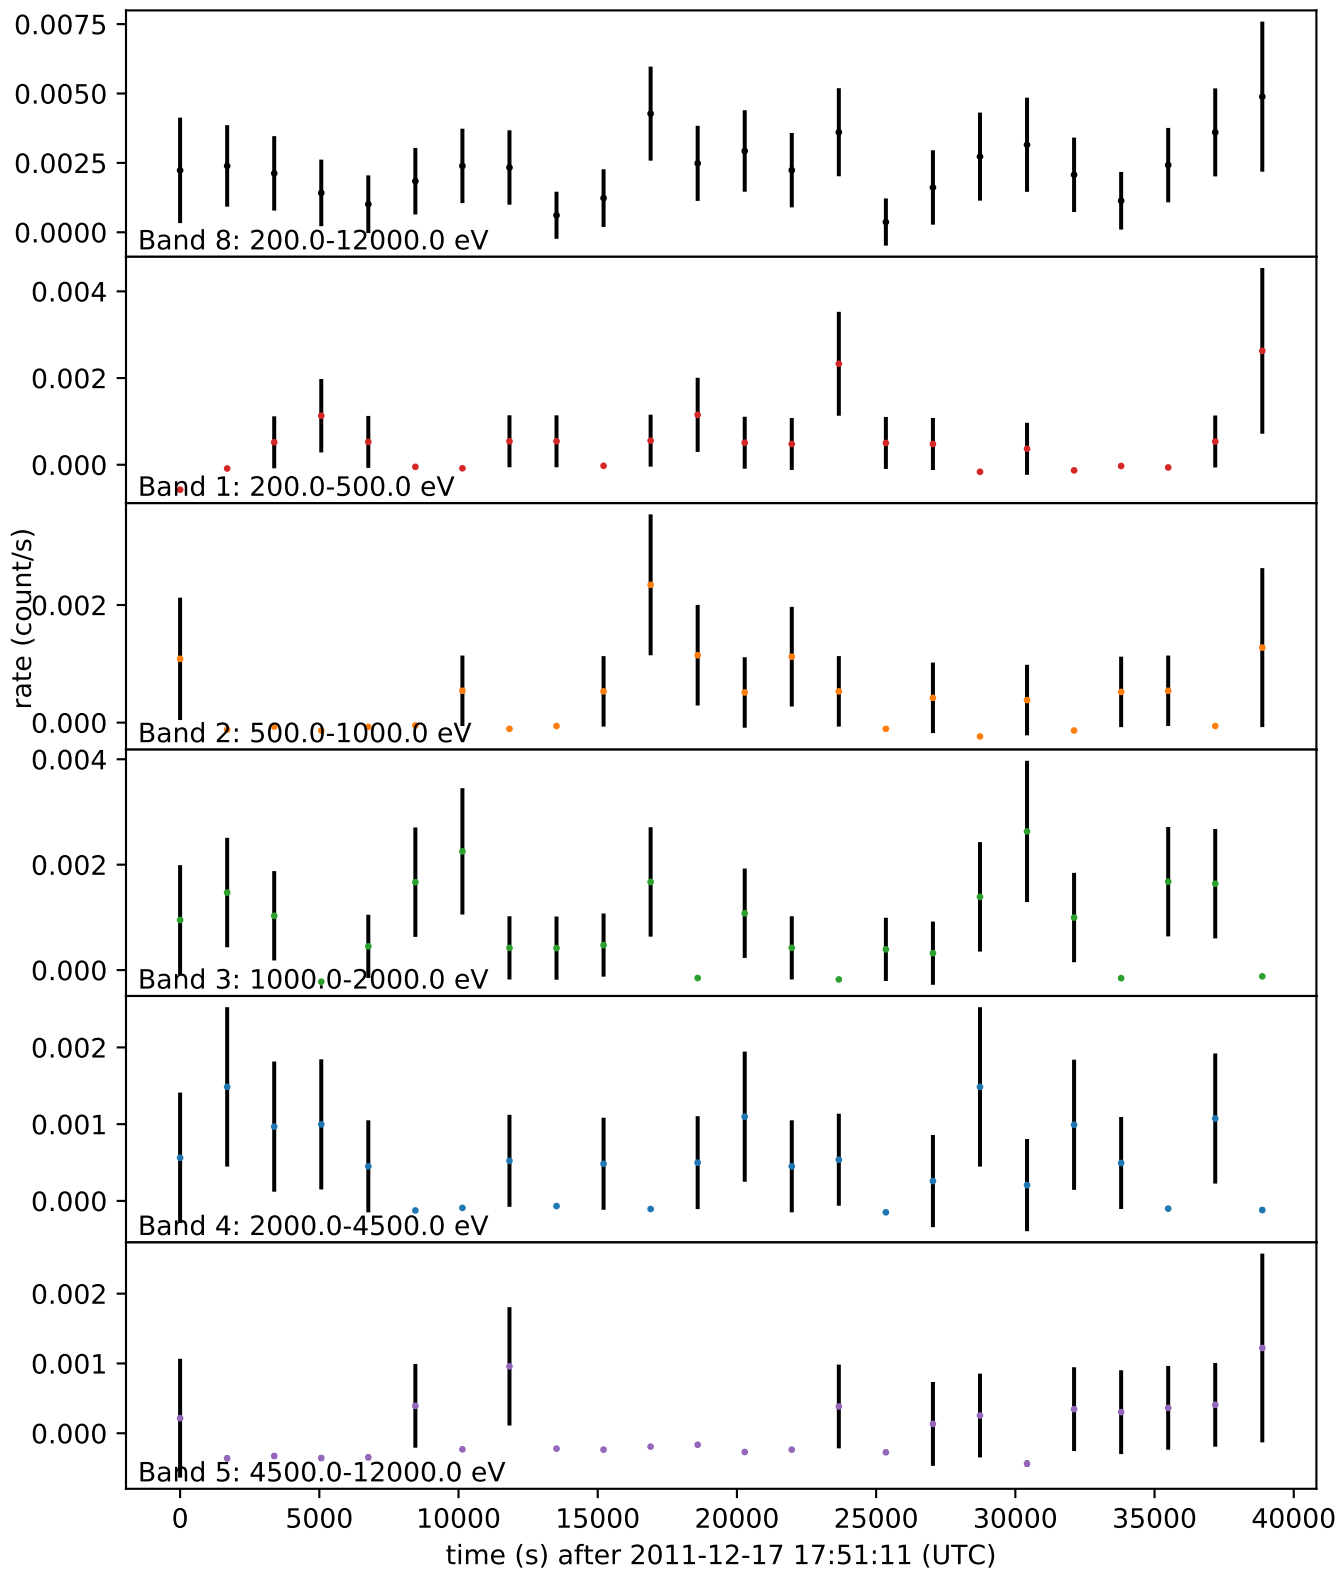 0.0075
0.0050
0.0025
0.0000
Band 8: 200.0-12000.0 eV
0.004
0.002
0.000
Band 1: 200.0-500.0 eV
rate (count/s)
0.002
0.000
Band 2: 500.0-1000.0 eV
0.004
0.002
0.000
Band 3: 1000.0-2000.0 eV
0.002
0.001
0.000
Band 4: 2000.0-4500.0 eV
0.002
0.001
0.000
Band 5: 4500.0-12000.0 eV
0 5000 10000 15000 20000 25000 30000 35000 40000
time (s) after 2011-12-17 17:51:11 (UTC)